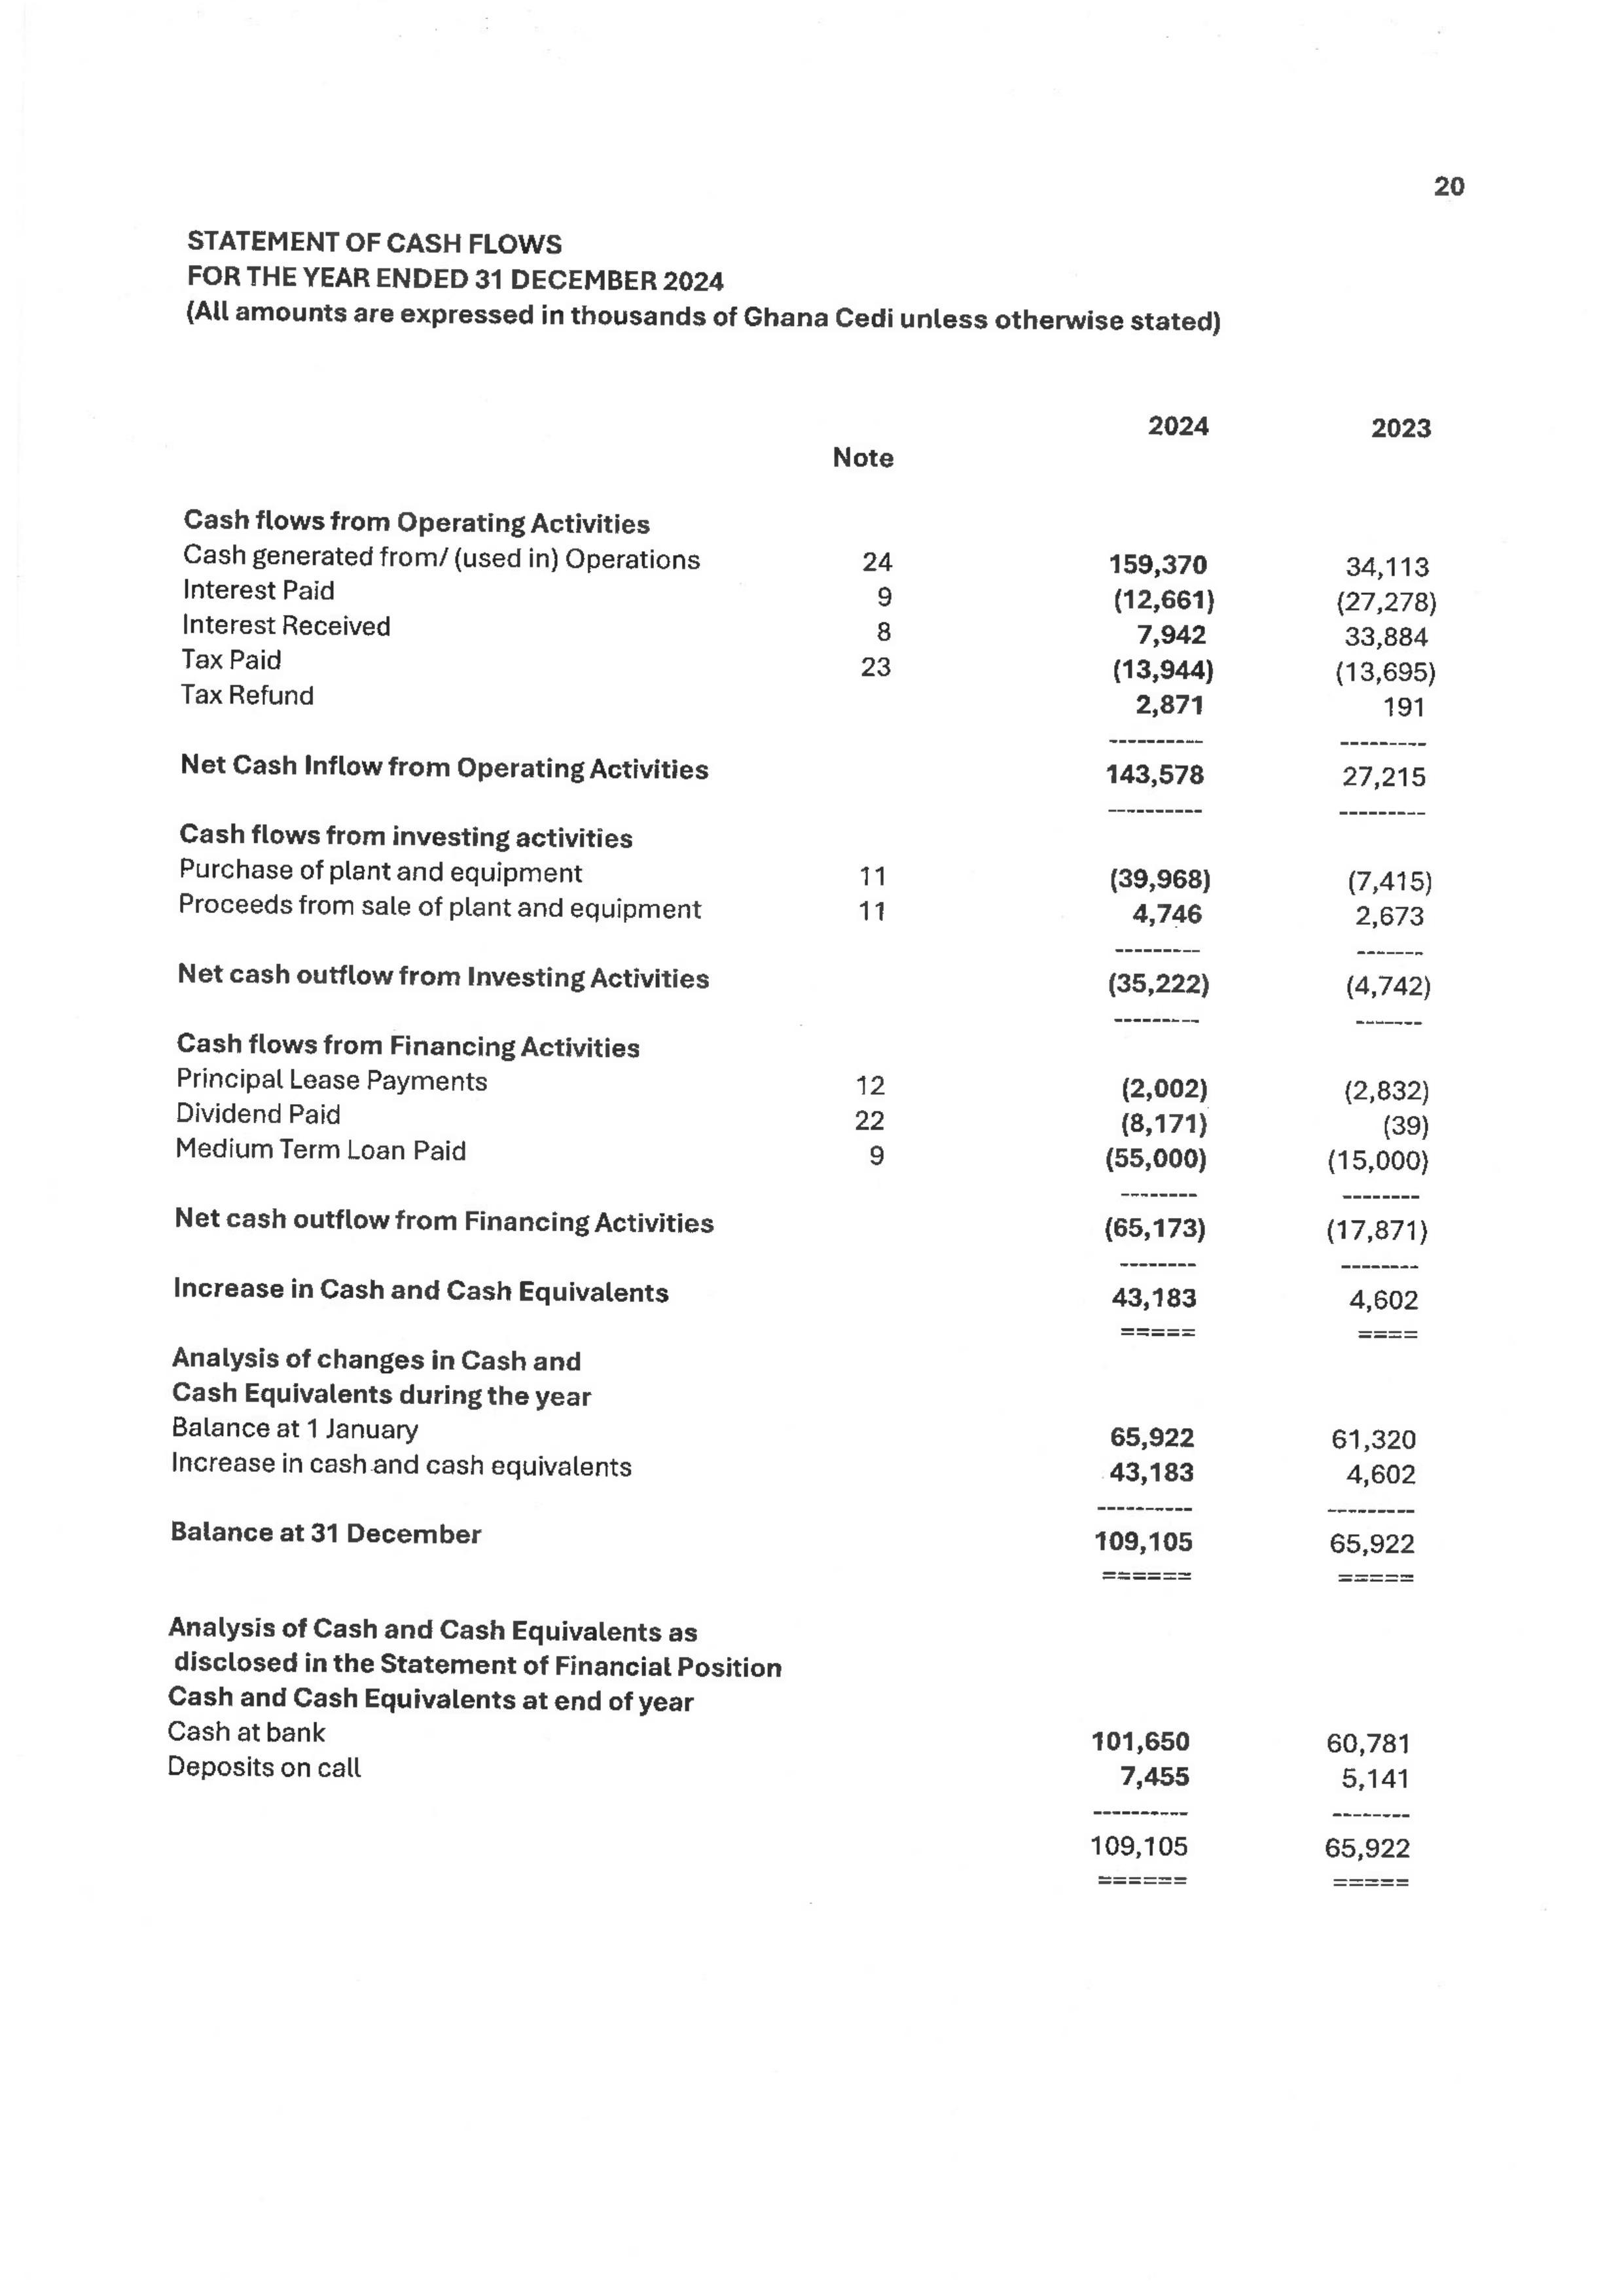 20
STATEMENT OF CASH FLOWS
FOR THE YEAR ENDED 31 DECEMBER 2024
(All amounts are expressed in thousands of Ghana Cedi unless otherwise stated)
2024 2023
Note
Cash flows from Operating Activities
Cash generated from/ (used in) Operations 24 159,370 34,113
Interest Paid 9 (12,661) (27,278)
Interest Received 8 7,942 33,884
Tax Paid 23 (13,944) (13,695)
Tax Refund 2,871 191
---------- ---------
Net Cash Inflow from Operating Activities 143,578 27,215
---------- ---------
Cash flows from investing activities
Purchase of plant and equipment 11 (39,968) (7,415)
Proceeds from sale of plant and equipment 11 4,746 2,673
--------- -------
Net cash outflow from Investing Activities (35,222) (4,742)
--------- -------
Cash flows from Financing Activities
Principal Lease Payments 12 (2,002) (2,832)
Dividend Paid 22 (8,171) (39)
Medium Term Loan Paid 9 (55,000) (15,000)
-------- --------
Net cash outflow from Financing Activities (65,173) (17,871)
-------- --------
Increase in Cash and Cash Equivalents 43,183 4,602
===== ====
Analysis of changes in Cash and
Cash Equivalents during the year
Balance at 1 January 65,922 61,320
Increase in cash and cash equivalents 43,183 4,602
---------- ---------
Balance at 31 December 109,105 65,922
====== =====
Analysis of Cash and Cash Equivalents as
disclosed in the Statement of Financial Position
Cash and Cash Equivalents at end of year
Cash at bank 101,650 60,781
Deposits on call 7,455 5,141
---------- --------
109,105 65,922
====== =====